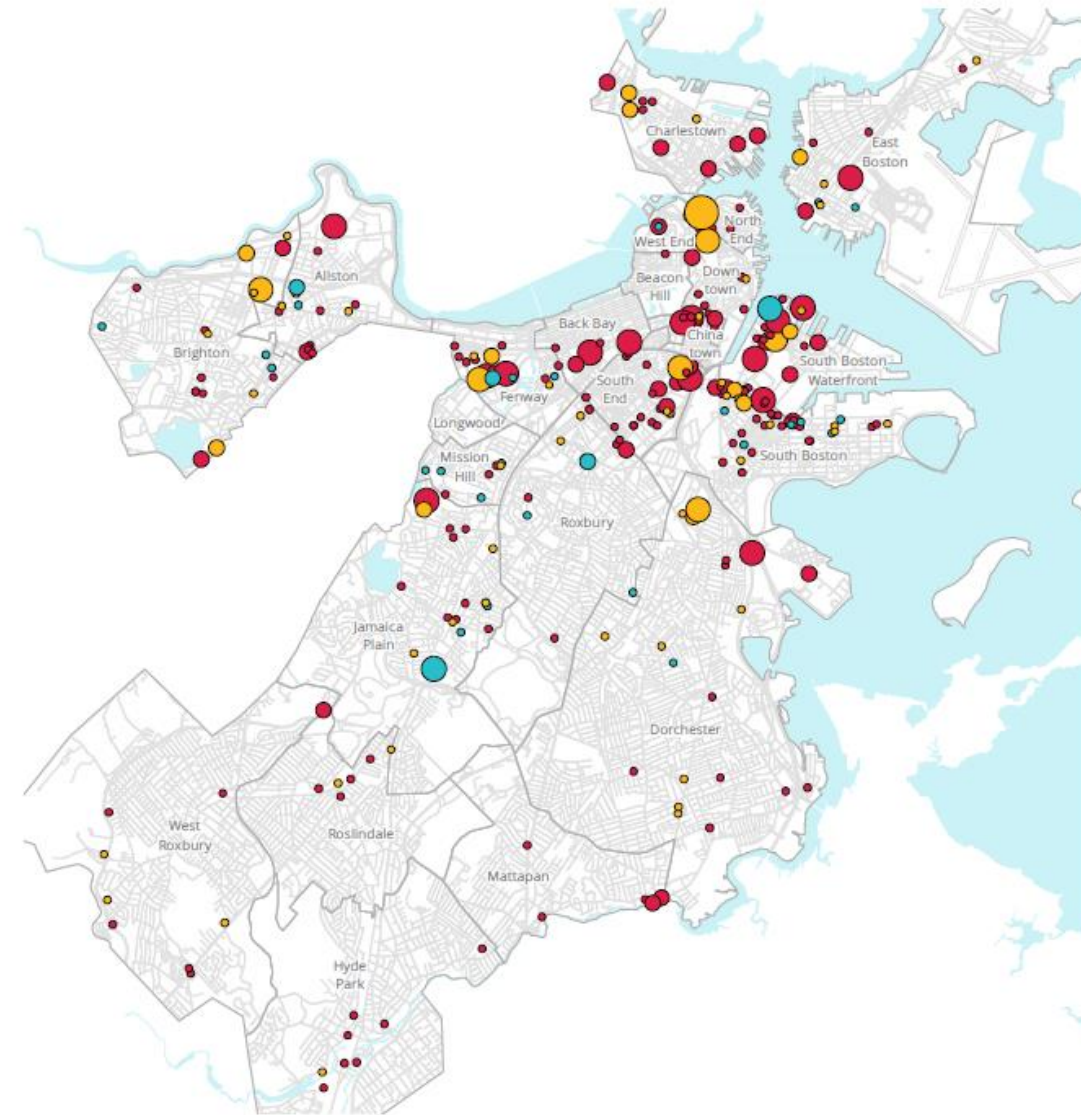 Charlestown
East
Boston
North
End
West End
Allston
Beacon
Hill
Down
town
Back Bay
China
town
Brighton
South Boston
Waterfront
South
End
Fenway
Longwood
South Boston
Mission
Hill
Roxbury
Jamaica
Plain
Dorchester
West
Roxbury
Roslindale
Mattapan
Hyde
Park